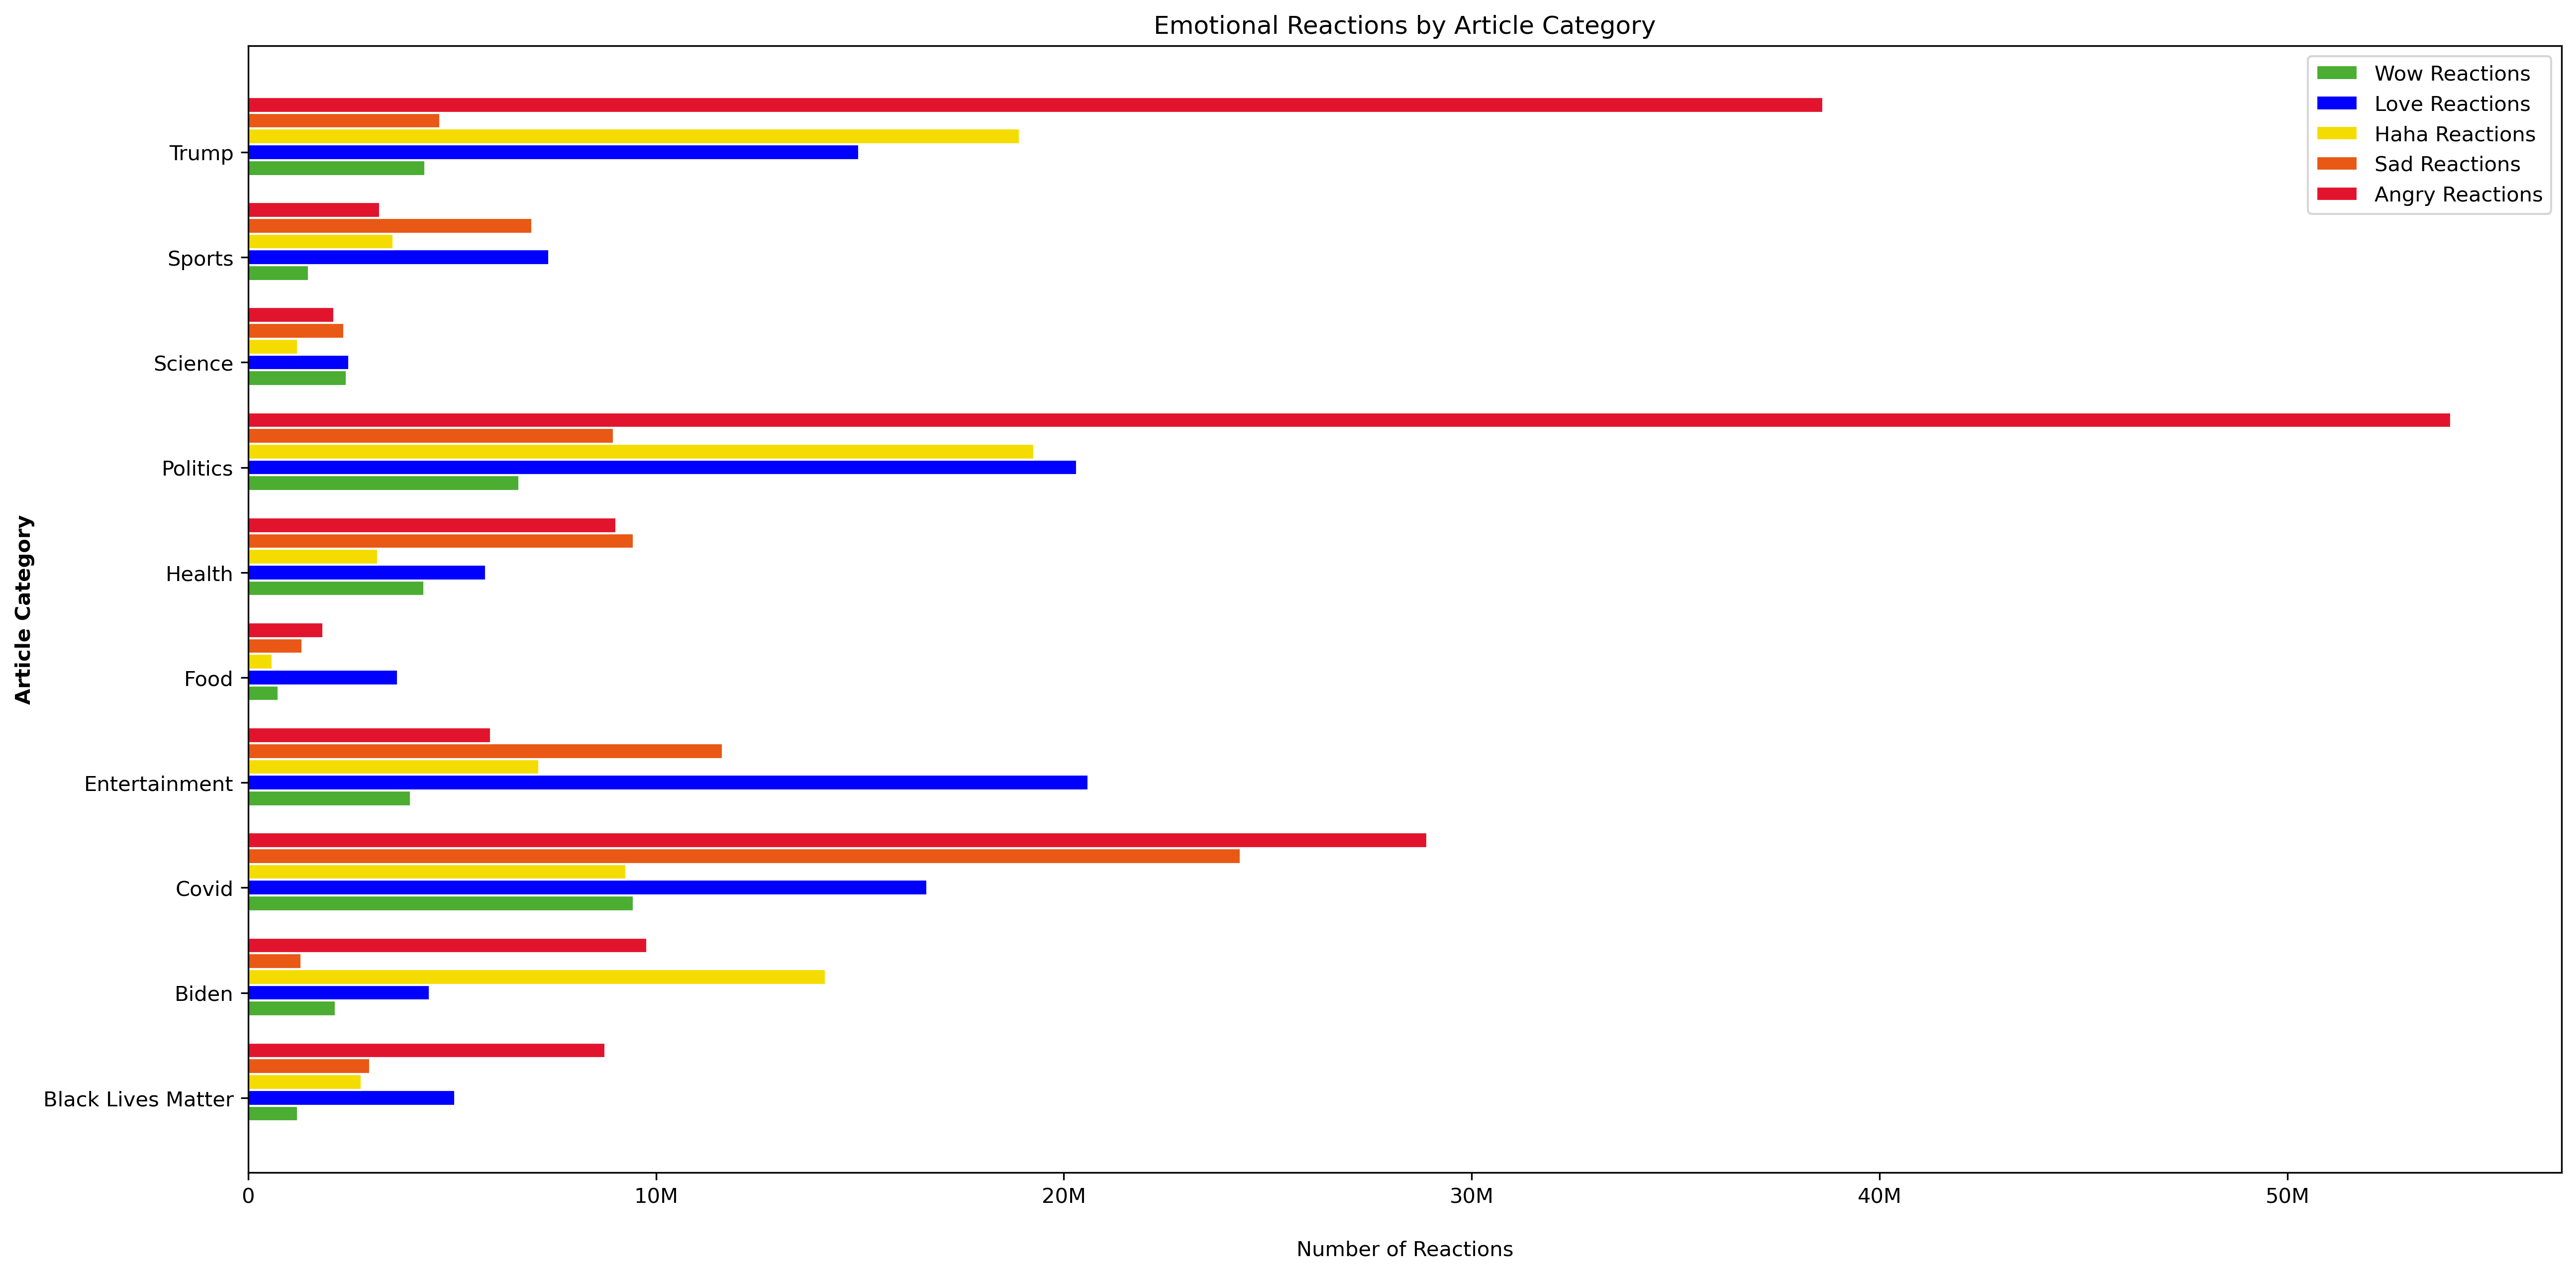 Emotional Reactions by Article Category
Wow Reactions
Love Reactions
Haha Reactions
Sad Reactions
Angry Reactions
Article Category
Trump
Sports
Science
Politics
Health
Food
Entertainment
Covid
Biden
Black Lives Matter
0 10M 20M 30M 40M 50M
Number of Reactions